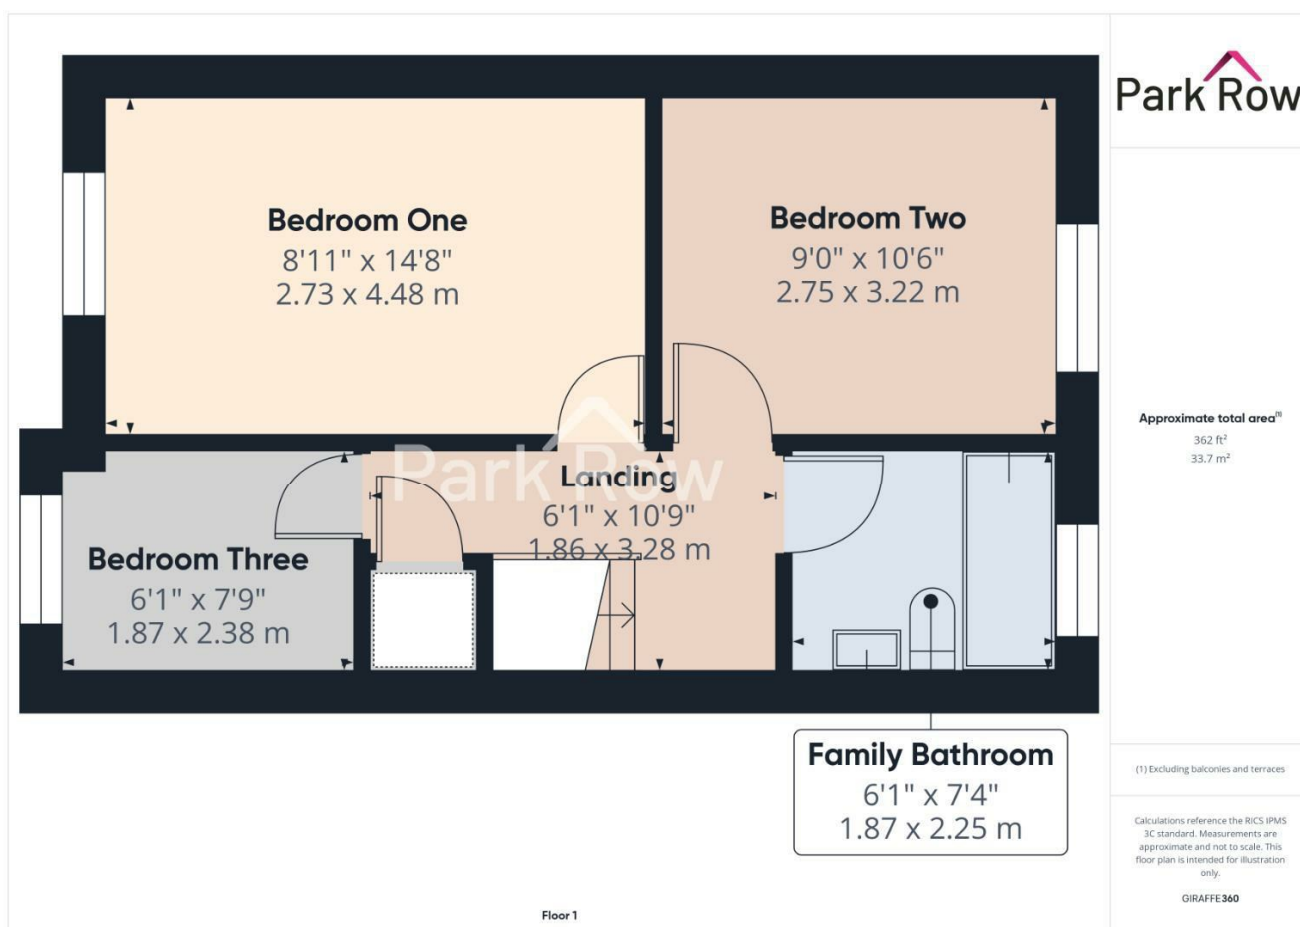 Bedroom One
8'11" x 14'8"
2.73 x 4.48 m
Bedroom Two
9'0" x 10'6"
2.75 x 3.22 m
Park Row
Landing
6'1" x 10'9"
1.86 x 3.28 m
Bedroom Three
6'1" x 7'9"
1.87 x 2.38 m
Family Bathroom
6'1" x 7'4"
1.87 x 2.25 m
Floor 1
Park Row
Approximate total area(1)
362 ft²
33.7 m²
(1) Excluding balconies and terraces
Calculations reference the RICS IPMS
3C standard. Measurements are
approximate and not to scale. This
floor plan is intended for illustration
only.
GIRAFFE360